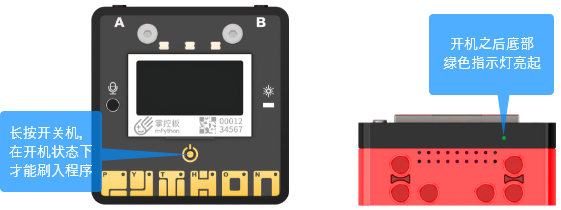 A B
开机之后底部
绿色指示灯亮起
掌控板
mPython
D0012
34567
长按开关机，
在开机状态下
才能刷入程序
P Y T H O N
PYTHON